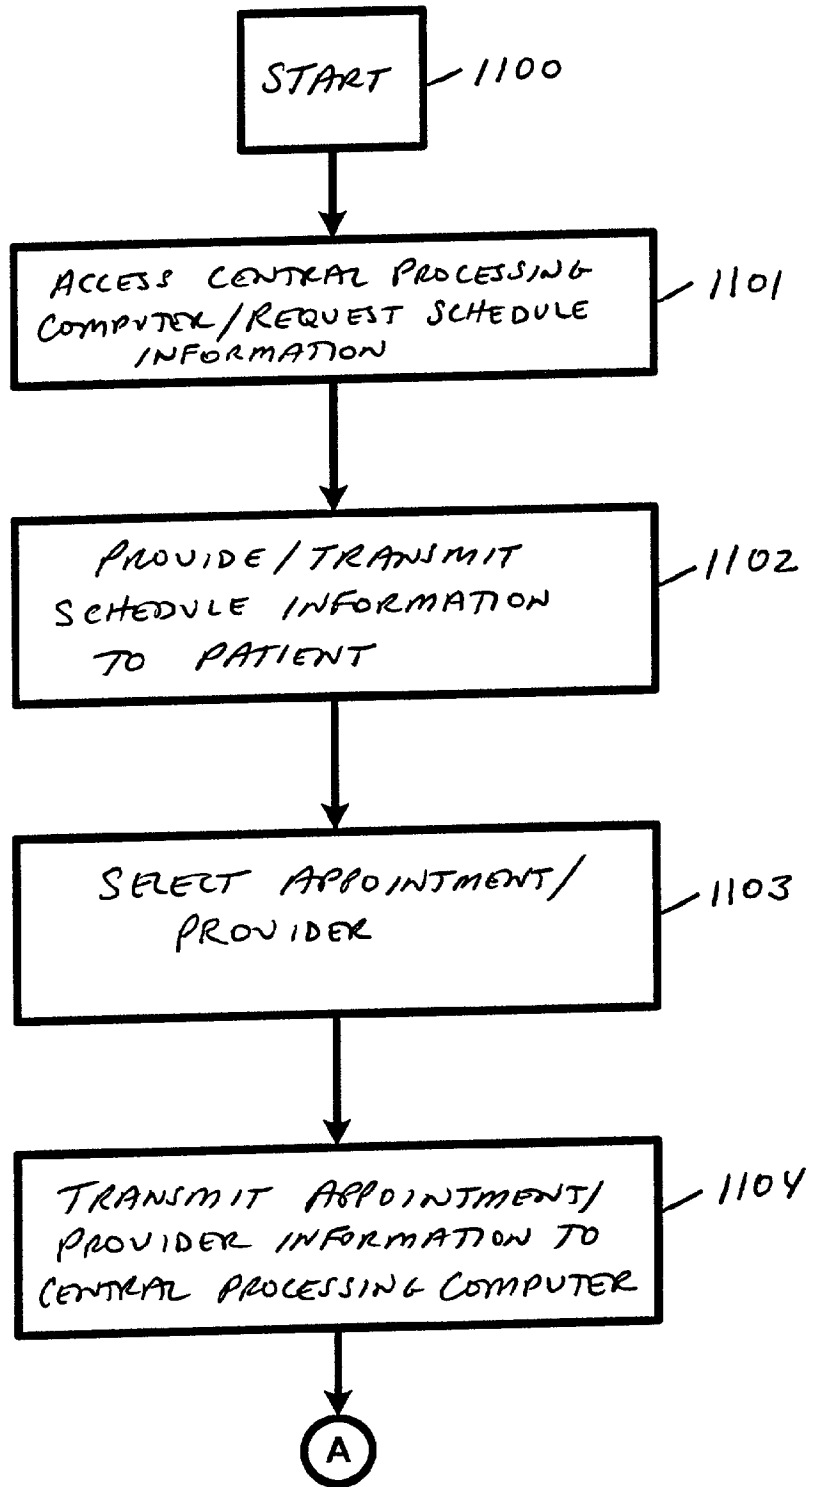 START
1100
ACCESS CENTRAL PROCESSING
COMPUTER/REQUEST SCHEDULE
INFORMATION
1101
PROVIDE/TRANSMIT
SCHEDULE INFORMATION
TO PATIENT
1102
SELECT APPOINTMENT/
PROVIDER
1103
TRANSMIT APPOINTMENT/
PROVIDER INFORMATION TO
CENTRAL PROCESSING COMPUTER
1104
A